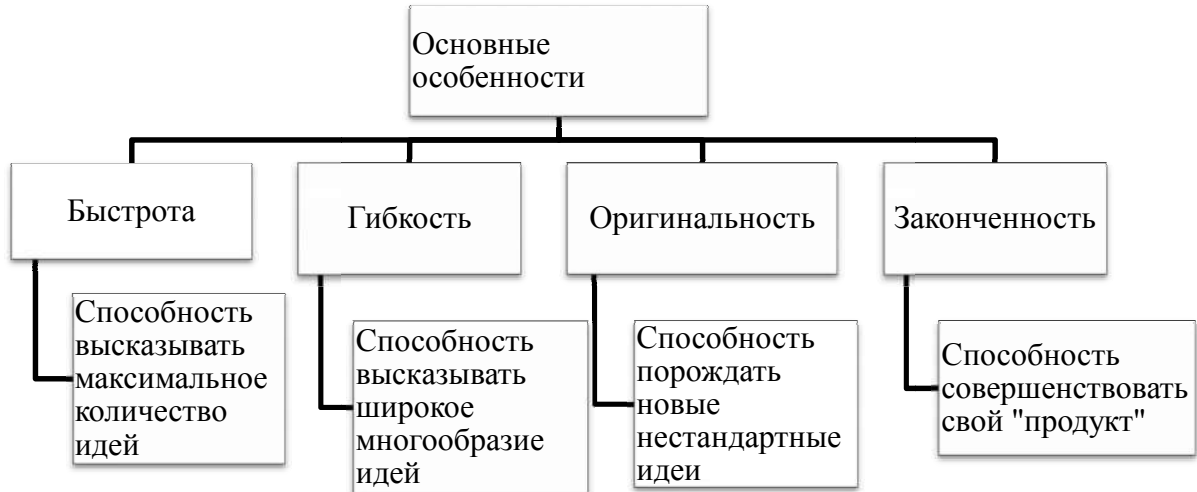 Основные
особенности
Быстрота
Гибкость
Оригинальность
Законченность
Способность
высказывать
максимальное
количество
идей
Способность
высказывать
широкое
многообразие
идей
Способность
порождать
новые
нестандартные
идеи
Способность
совершенствовать
свой "продукт"